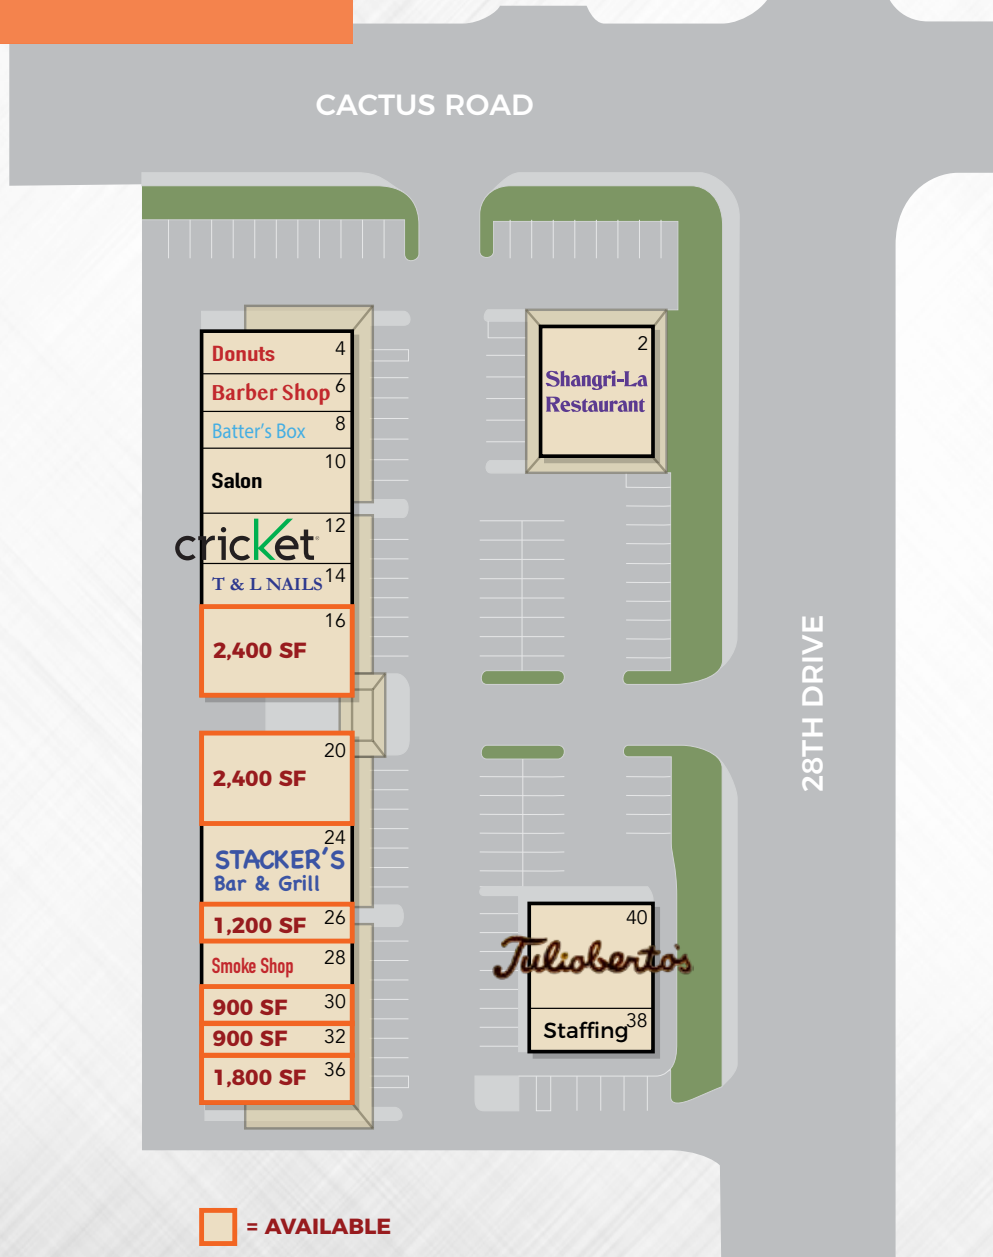 CACTUS ROAD
Donuts 4
Barber Shop 6
Batter's Box 8
Salon 10
cricket 12
T & L NAILS 14
16
2,400 SF
20
2,400 SF
24
STACKER'S
Bar & Grill
1,200 SF 26
Smoke Shop 28
900 SF 30
900 SF 32
1,800 SF 36
2
Shangri-La
Restaurant
28TH DRIVE
40
Julioberto's
Staffing 38
= AVAILABLE